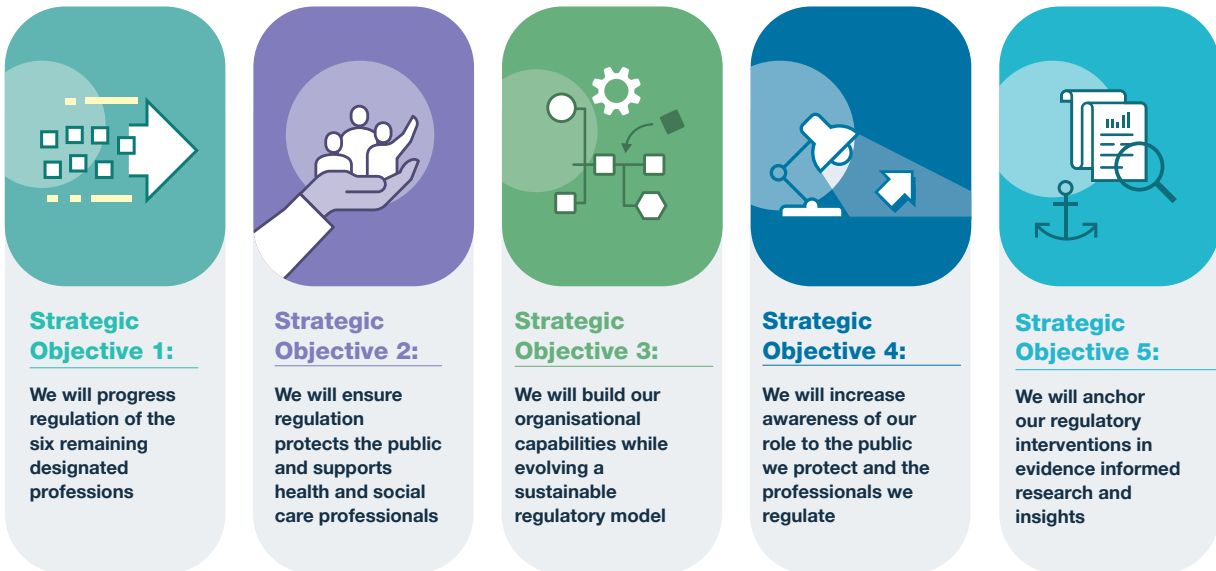 Strategic
Objective 1:
We will progress
regulation of the
six remaining
designated
professions
Strategic
Objective 2:
We will ensure
regulation
protects the public
and supports
health and social
care professionals
Strategic
Objective 3:
We will build our
organisational
capabilities while
evolving a
sustainable
regulatory model
Strategic
Objective 4:
We will increase
awareness of our
role to the public
we protect and the
professionals we
regulate
Strategic
Objective 5:
We will anchor
our regulatory
interventions in
evidence informed
research and
insights